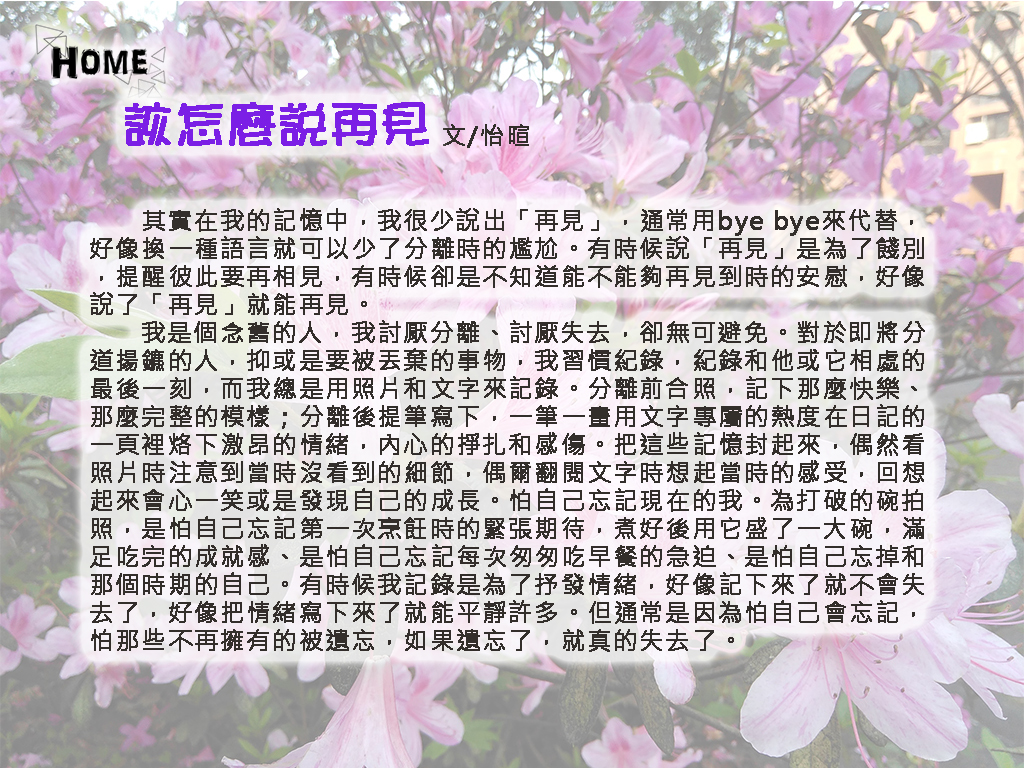 HOME
該怎麼說再見 文/怡暄
其實在我的記憶中，我很少說出「再見」，通常用bye bye來代替，
好像換一種語言就可以少了分離時的尷尬。有時候說「再見」是為了餞別
，提醒彼此要再相見，有時候卻是不知道能不能夠再見到時的安慰，好像
說了「再見」就能再見。
我是個念舊的人，我討厭分離、討厭失去，卻無可避免。對於即將分
道揚鑣的人，抑或是要被丟棄的事物，我習慣紀錄，紀錄和他或它相處的
最後一刻，而我總是用照片和文字來記錄。分離前合照，記下那麼快樂、
那麼完整的模樣；分離後提筆寫下，一筆一畫用文字專屬的熱度在日記的
一頁裡烙下激昂的情緒，內心的掙扎和感傷。把這些記憶封起來，偶然看
照片時注意到當時沒看到的細節，偶爾翻閱文字時想起當時的感受，回想
起來會心一笑或是發現自己的成長。怕自己忘記現在的我。為打破的碗拍
照，是怕自己忘記第一次烹飪時的緊張期待，煮好後用它盛了一大碗，滿
足吃完的成就感、是怕自己忘記每次匆匆吃早餐的急迫、是怕自己忘掉和
那個時期的自己。有時候我記錄是為了抒發情緒，好像記下來了就不會失
去了，好像把情緒寫下來了就能平靜許多。但通常是因為怕自己會忘記，
怕那些不再擁有的被遺忘，如果遺忘了，就真的失去了。